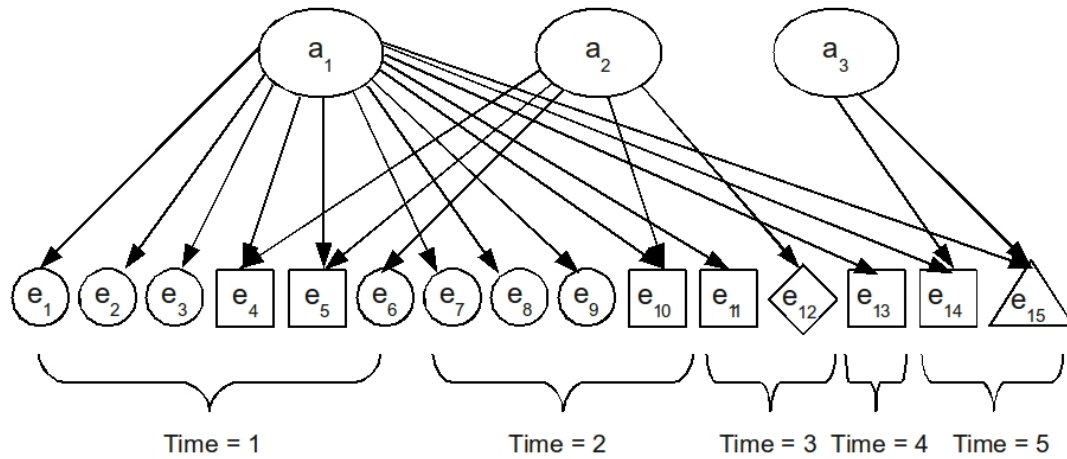 a₁ a₂ a₃
e₁ e₂ e₃ e₄ e₅ e₆ e₇ e₈ e₉ e₁₀ e₁₁ e₁₂ e₁₃ e₁₄ e₁₅
Time = 1 Time = 2 Time = 3 Time = 4 Time = 5